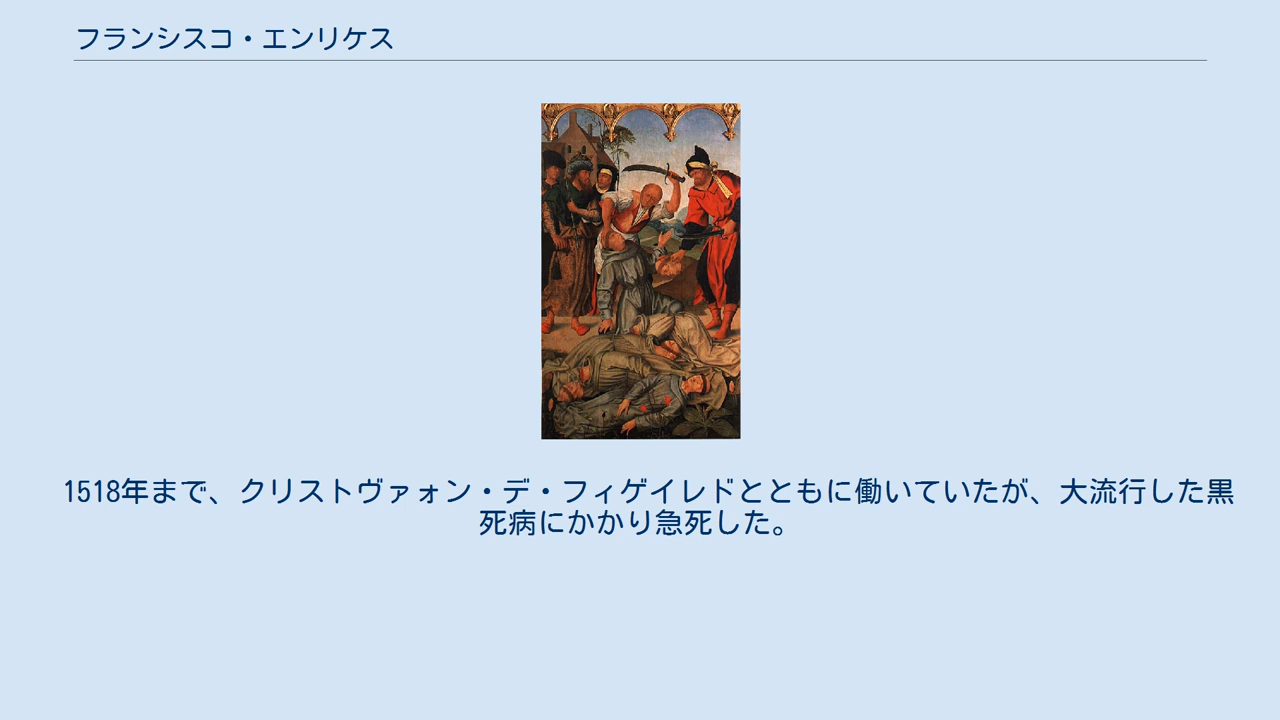 フランシスコ・エンリケス
1518年まで、クリストヴァォン・デ・フィゲイレドとともに働いていたが、大流行した黒
死病にかかり急死した。